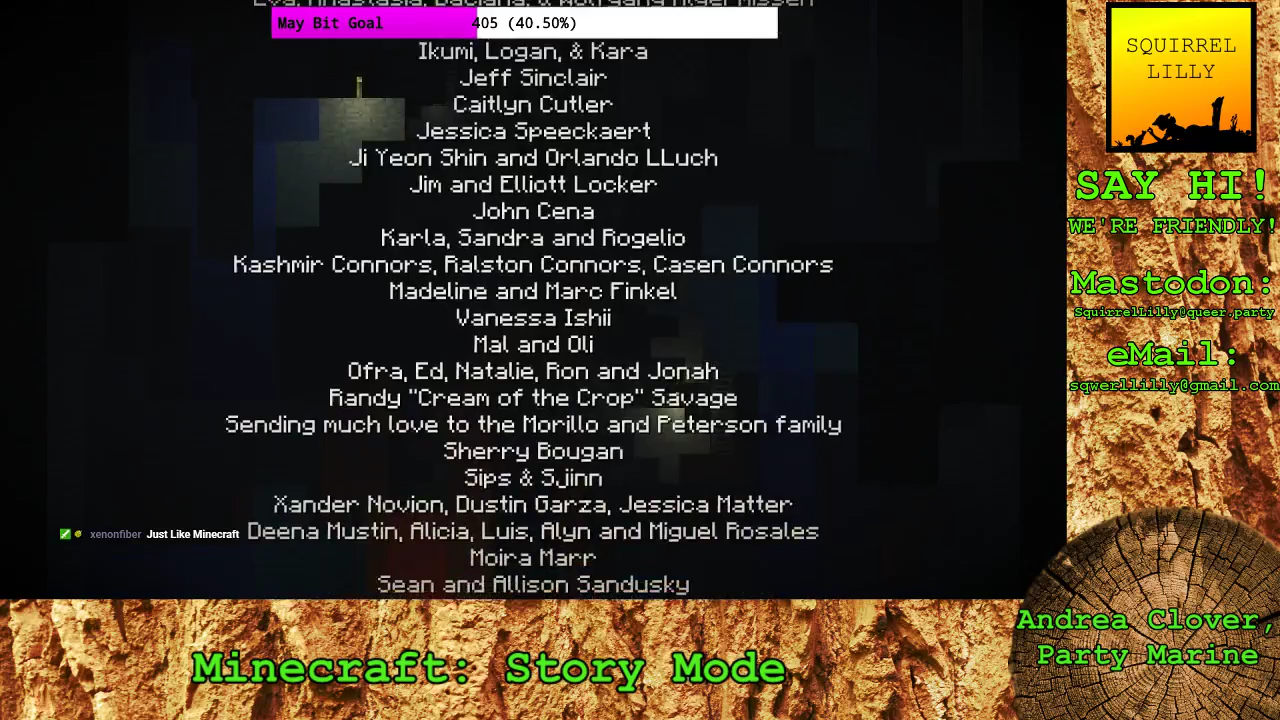 May Bit Goal 405 (40.50%)
Ikumi, Logan, & Kara
Jeff Sinclair
Caitlyn Cutler
Jessica Speeckaert
Ji Yeon Shin and Orlando LLuch
Jim and Elliott Locker
John Cena
Karla, Sandra and Rogelio
Kashmir Connors, Ralston Connors, Casen Connors
Madeline and Marc Finkel
Vanessa Ishii
Mal and Oli
Ofra, Ed, Natalie, Ron and Jonah
Randy "Cream of the Crop" Savage
Sending much love to the Morillo and Peterson family
Sherry Bougan
Sips & Sjinn
Xander Novion, Dustin Garza, Jessica Matter
xenonfiber Just Like Minecraft
Deena Mustin, Alicia, Luis, Alyn and Miguel Rosales
Moira Marr
Sean and Allison Sandusky
SQUIRREL
LILLY
SAY HI!
WE'RE FRIENDLY!
Mastodon:
SquirrelLilly@queer.party
eMail:
sqwerllilly@gmail.com
Andrea Clover,
Party Marine
Minecraft: Story Mode